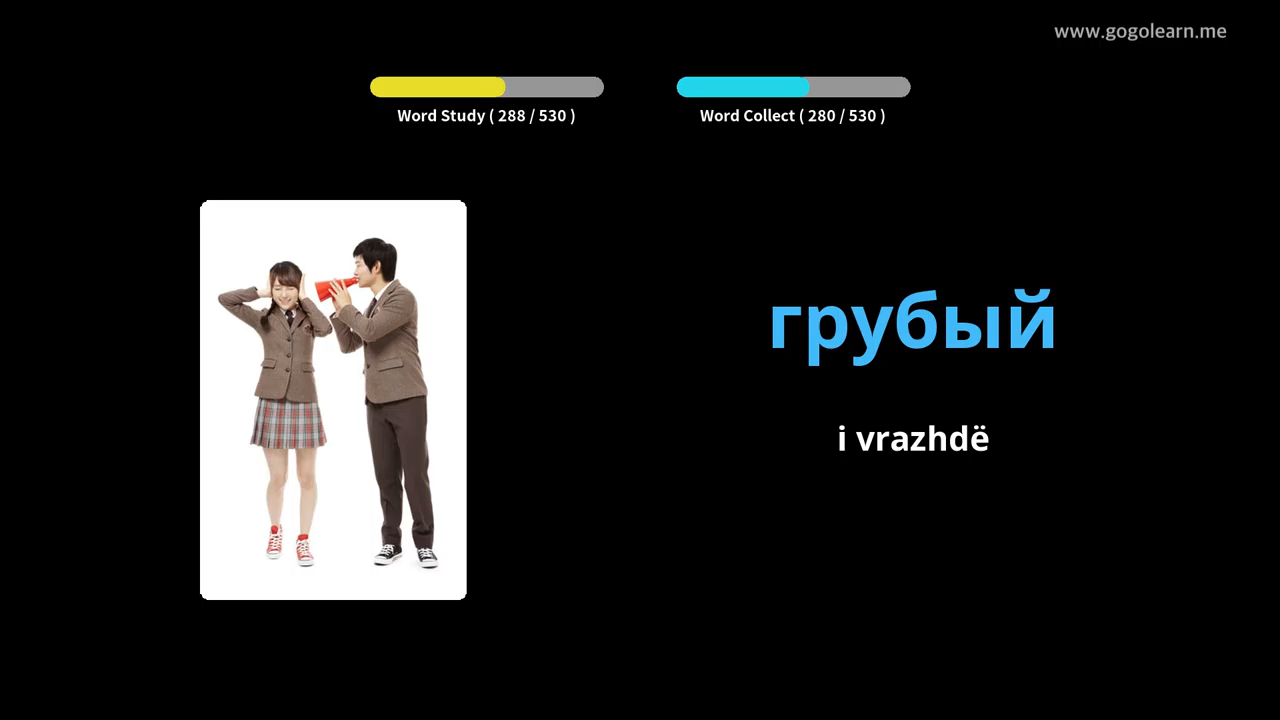 www.gogolearn.me
Word Study ( 288 / 530 )
Word Collect ( 280 / 530 )
грубый
i vrazhdë